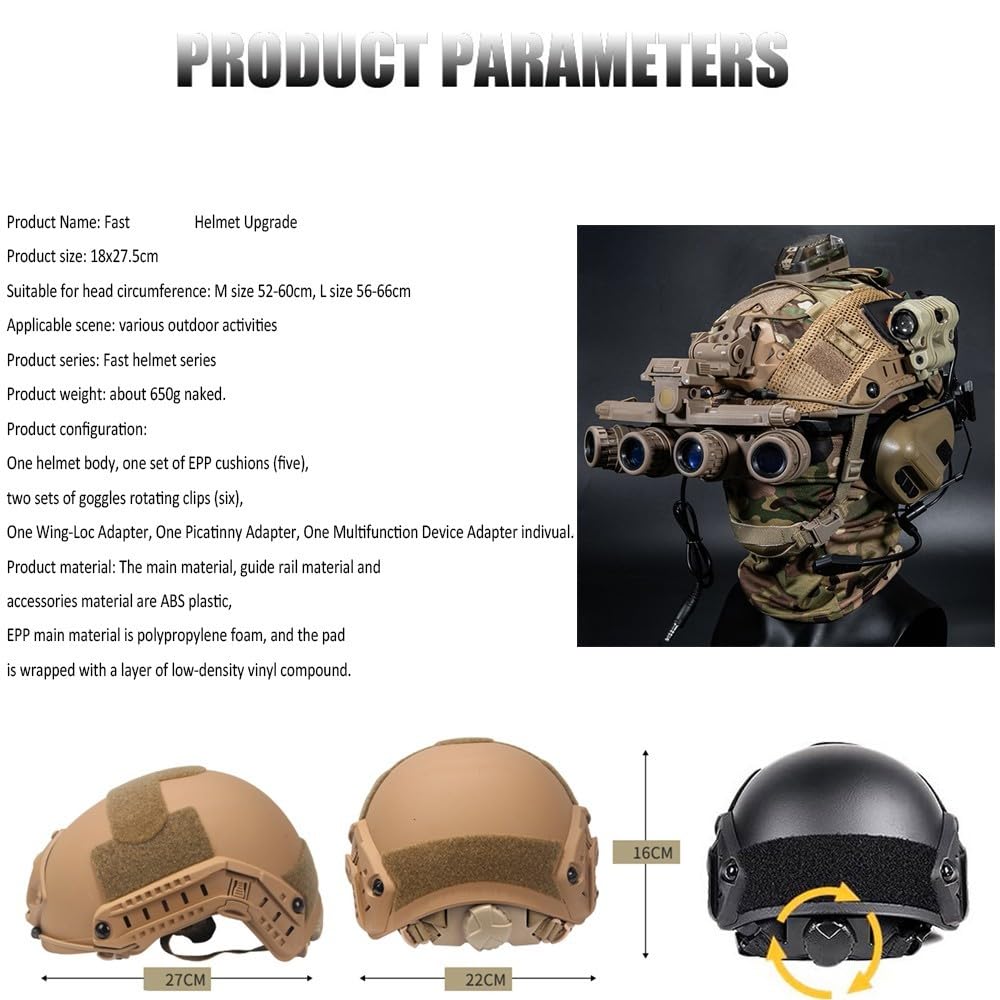 PRODUCT PARAMETERS
Product Name: Fast Helmet Upgrade
Product size: 18x27.5cm
Suitable for head circumference: M size 52-60cm, L size 56-66cm
Applicable scene: various outdoor activities
Product series: Fast helmet series
Product weight: about 650g naked.
Product configuration:
One helmet body, one set of EPP cushions (five),
two sets of goggles rotating clips (six),
One Wing-Loc Adapter, One Picatinny Adapter, One Multifunction Device Adapter indivual.
Product material: The main material, guide rail material and
accessories material are ABS plastic,
EPP main material is polypropylene foam, and the pad
is wrapped with a layer of low-density vinyl compound.
16CM
27CM
22CM